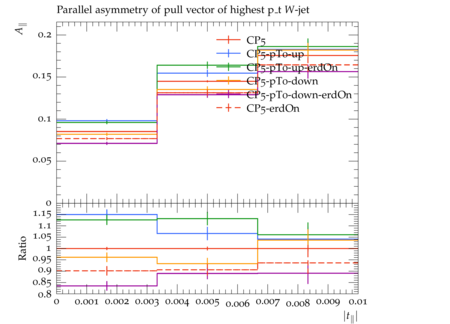 Parallel asymmetry of pull vector of highest p_t W-jet
A∥
0.2
0.15
0.1
0.05
0
CP5
CP5-pTo-up
CP5-pTo-up-erdOn
CP5-pTo-down
CP5-pTo-down-erdOn
CP5-erdOn
Ratio
1.15
1.1
1.05
1
0.95
0.9
0.85
0.8
0 0.001 0.002 0.003 0.004 0.005 0.006 0.007 0.008 0.009 0.01
|t∥|